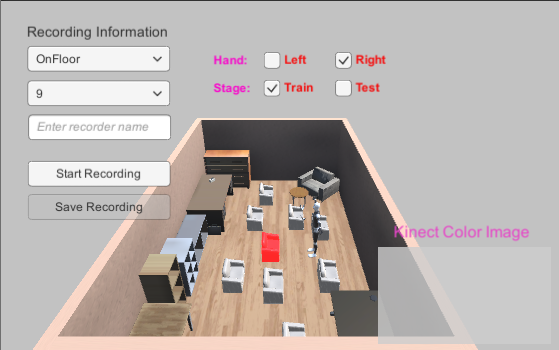 Recording Information
OnFloor
9
Enter recorder name
Start Recording
Save Recording
Hand: Left Right
Stage: Train Test
Kinect Color Image